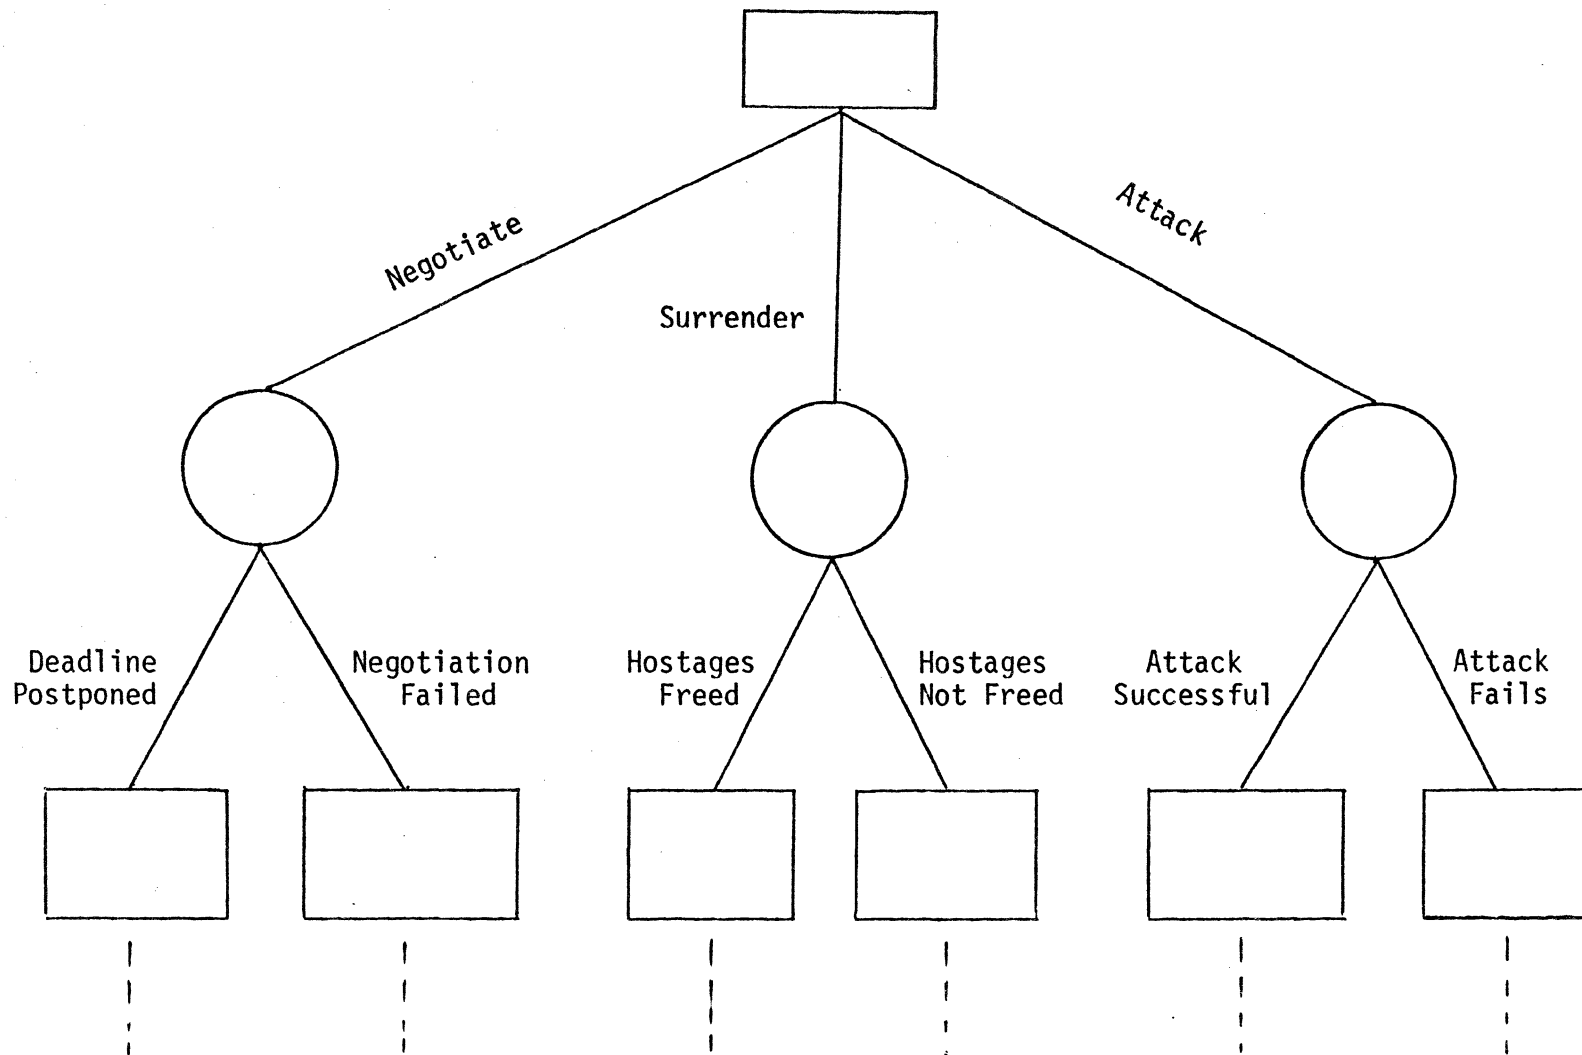 Negotiate
Surrender
Attack
Deadline
Postponed
Negotiation
Failed
Hostages
Freed
Hostages
Not Freed
Attack
Successful
Attack
Fails